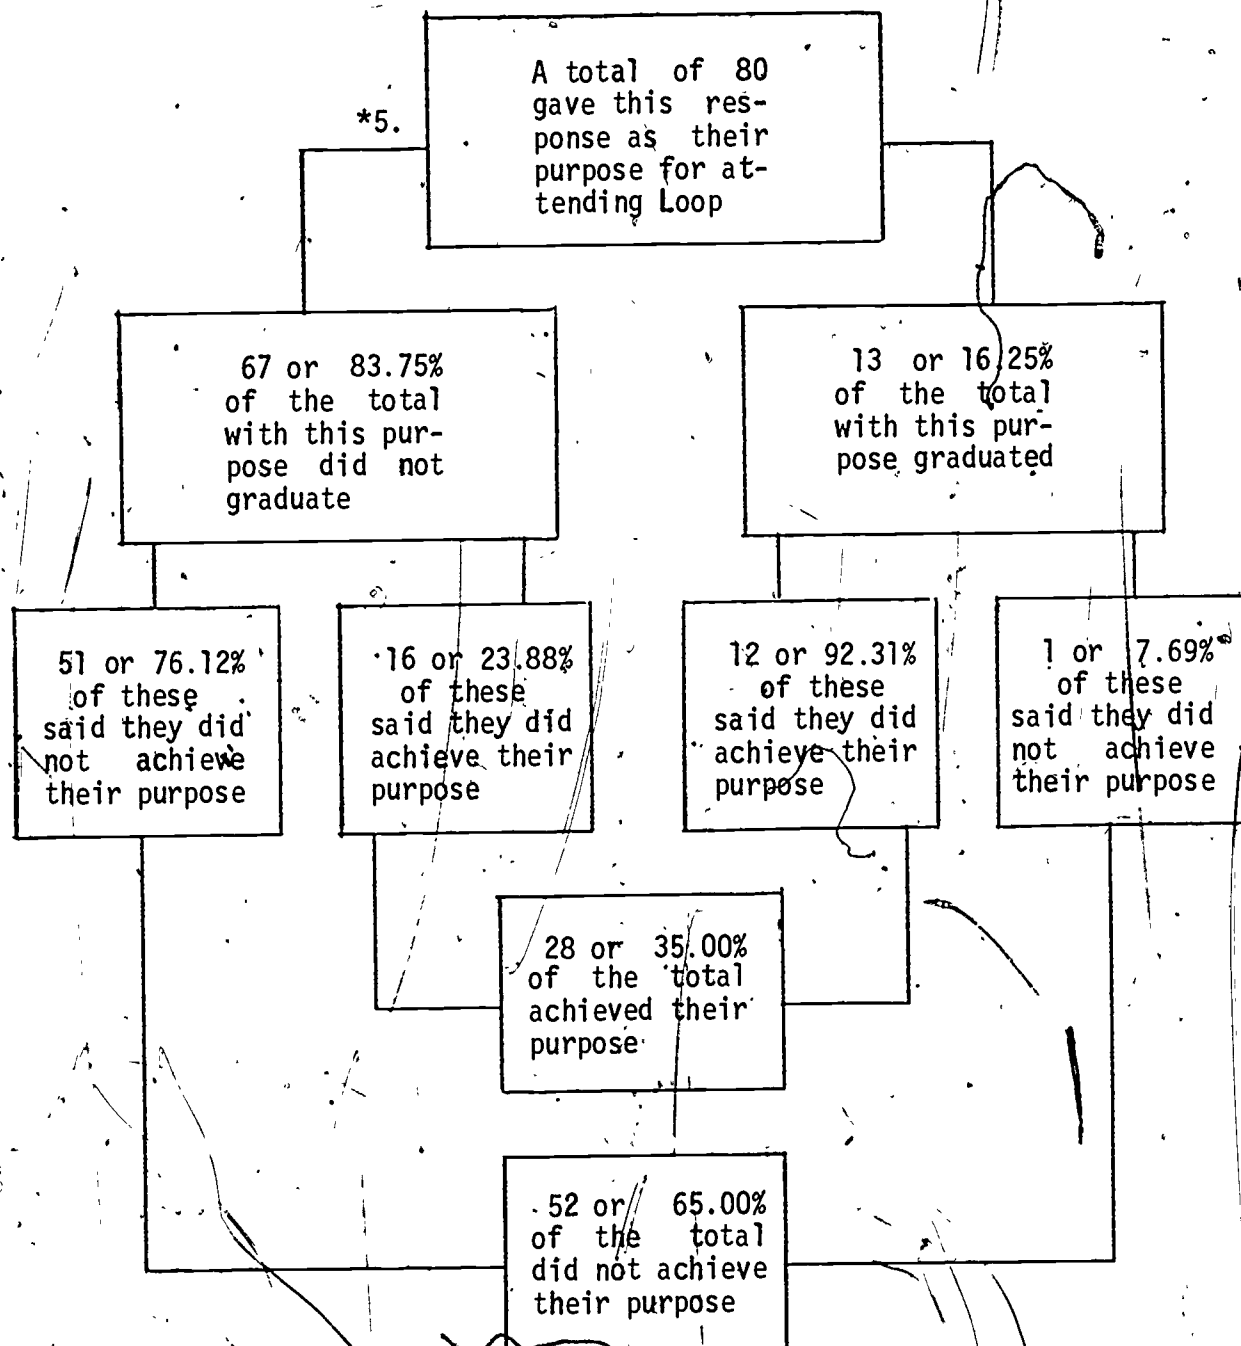 *5.
A total of 80
gave this res-
ponse as their
purpose for at-
tending Loop
67 or 83.75%
of the total
with this pur-
pose did not
graduate
13 or 16.25%
of the total
with this pur-
pose graduated
51 or 76.12%
of these
said they did
not achieve
their purpose
16 or 23.88%
of these
said they did
achieve their
purpose
12 or 92.31%
of these
said they did
achieve their
purpose
1 or 7.69%
of these
said they did
not achieve
their purpose
28 or 35.00%
of the total
achieved their
purpose
52 or 65.00%
of the total
did not achieve
their purpose